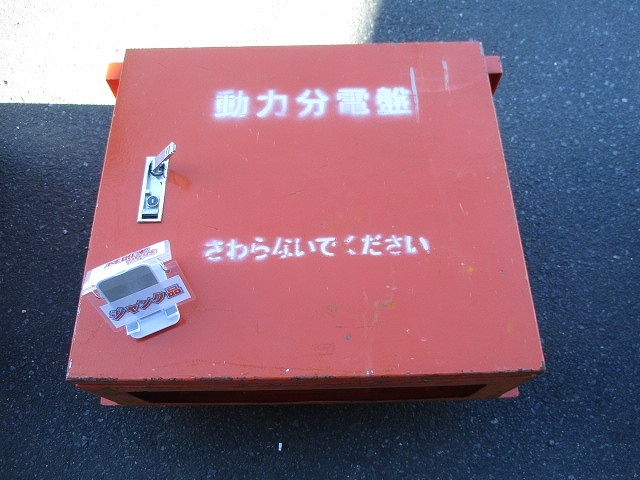 動力分電盤
さわらないでください
ジャンク品